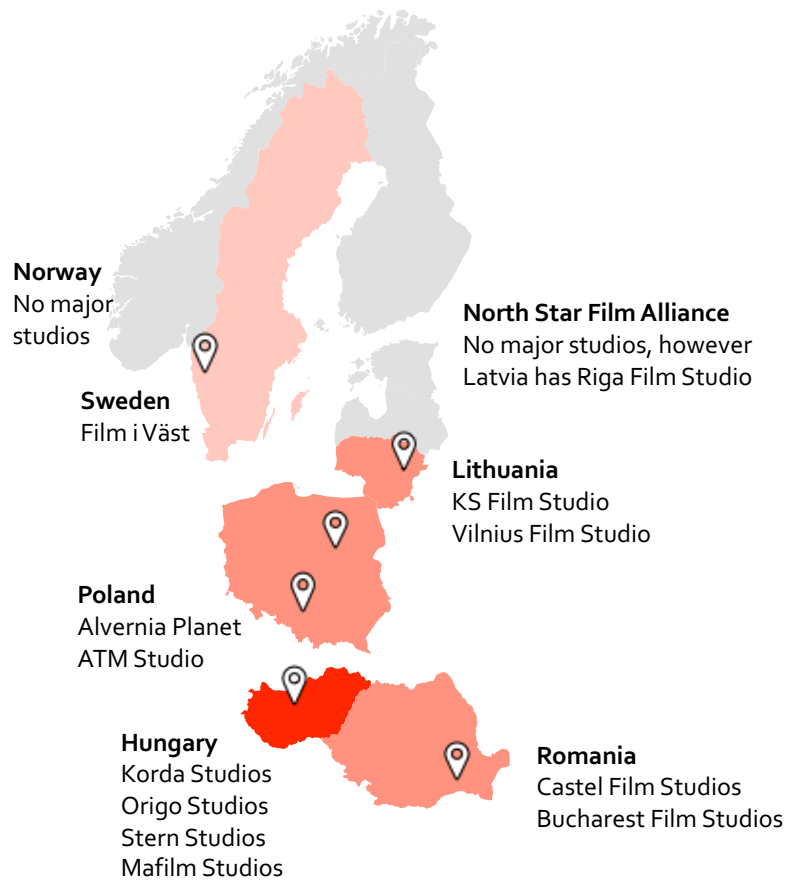 Norway
No major
studios
North Star Film Alliance
No major studios, however
Latvia has Riga Film Studio
Sweden
Film i Väst
Lithuania
KS Film Studio
Vilnius Film Studio
Poland
Alvernia Planet
ATM Studio
Hungary
Korda Studios
Origo Studios
Stern Studios
Mafilm Studios
Romania
Castel Film Studios
Bucharest Film Studios